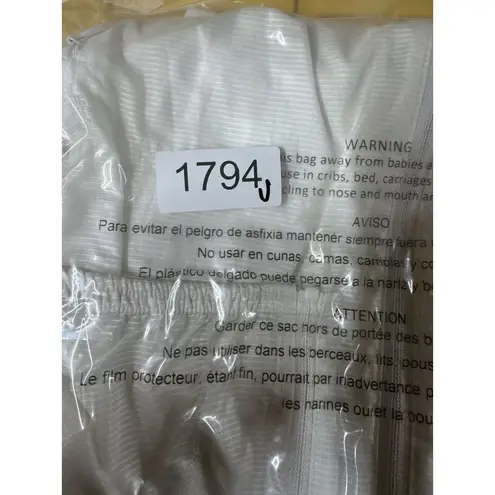 1794 J
WARNING
is bag away from babies a
use in cribs, bed, carriages
cling to nose and mouth an
AVISO
Para evitar el pelgro de asfixia mantener siempre fuera
No usar en cunas, camas, carriolas y co
El plástico delgado puede pegarse a la nariz y b
ATTENTION
Garder ce sac hors de portée des b
Ne pas utiliser dans les berceaux, lits, pous
Le film protecteur, étant fin, pourrait par inadvertance p
les narines ou et la bou